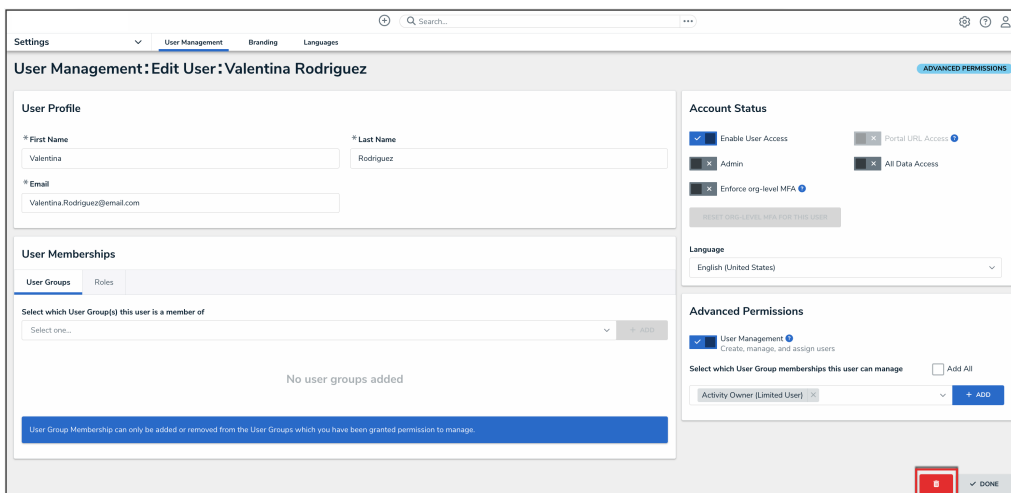 Search...
Settings
User Management
Branding
Languages
User Management:Edit User:Valentina Rodriguez
ADVANCED PERMISSIONS
User Profile
*First Name
*Last Name
Valentina
Rodriguez
*Email
Valentina.Rodriguez@email.com
User Memberships
User Groups
Roles
Select which User Group(s) this user is a member of
Select one...
+ ADD
No user groups added
User Group Membership can only be added or removed from the User Groups which you have been granted permission to manage.
Account Status
Enable User Access
Portal URL Access
Admin
All Data Access
Enforce org-level MFA
RESET ORG-LEVEL MFA FOR THIS USER
Language
English (United States)
Advanced Permissions
User Management
Create, manage, and assign users
Select which User Group memberships this user can manage
Add All
Activity Owner (Limited User)
+ ADD
DONE